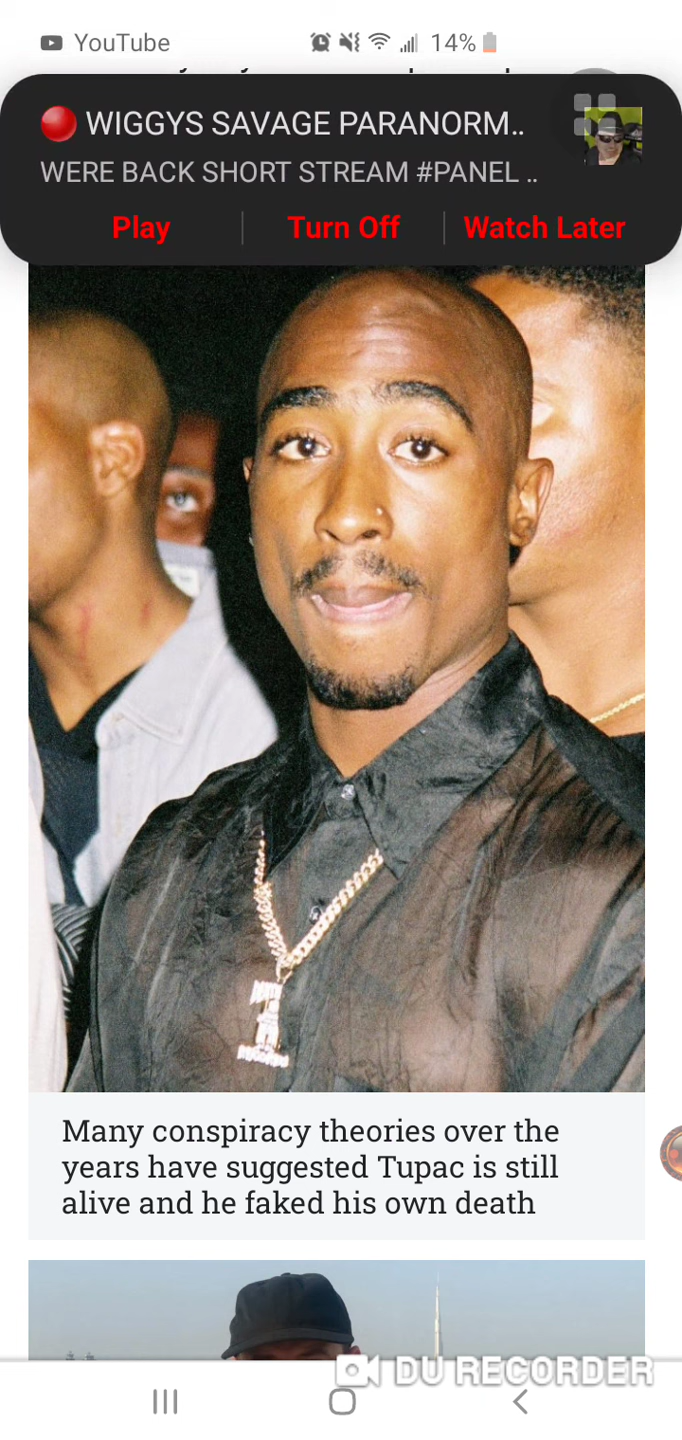 YouTube 14%
WIGGYS SAVAGE PARANORM..
WERE BACK SHORT STREAM #PANEL ..
Play Turn Off Watch Later
Many conspiracy theories over the
years have suggested Tupac is still
alive and he faked his own death
DU RECORDER